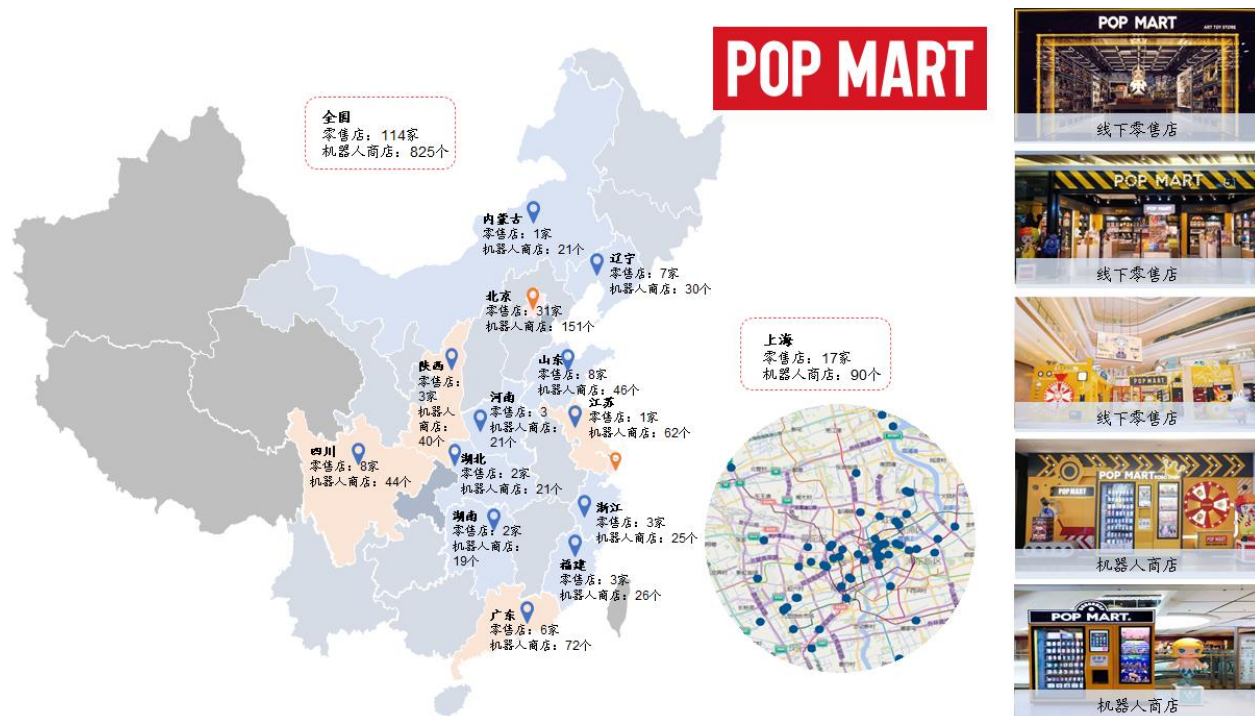 POP MART
全国
零售店：114家
机器人商店：825个
内蒙古
零售店：1家
机器人商店：21个
辽宁
零售店：7家
机器人商店：30个
北京
零售店：31家
机器人商店：151个
陕西
零售店：
3家
机器人
商店：
40个
山东
零售店：8家
机器人商店：46个
河南
零售店：3
机器人商店：
21个
江苏
零售店：1家
机器人商店：62个
四川
零售店：8家
机器人商店：44个
湖北
零售店：2家
机器人商店：21个
湖南
零售店：2家
机器人商店：
19个
浙江
零售店：3家
机器人商店：25个
福建
零售店：3家
机器人商店：26个
广东
零售店：6家
机器人商店：72个
上海
零售店：17家
机器人商店：90个
POP MART
ART TOY STORE
线下零售店
POP MART
线下零售店
POP MART
线下零售店
POP MART
POP MART
机器人商店
POP MART
机器人商店